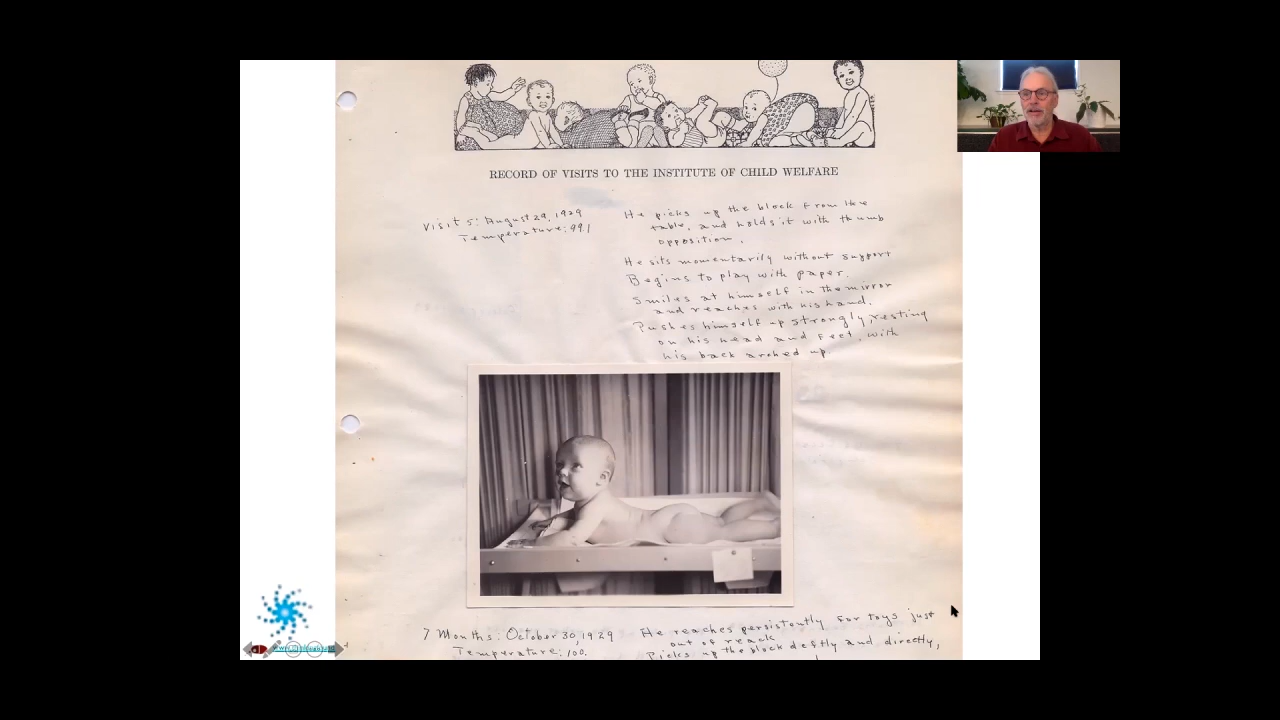 RECORD OF VISITS TO THE INSTITUTE OF CHILD WELFARE
Visit 5: August 29, 1929
Temperature: 99.1
He picks up the block from the
table, and holds it with thumb
opposition.
He sits momentarily without support
Begins to play with paper.
Smiles at himself in the mirror
and reaches with his hand.
Pushes himself up strongly, resting
on his head and feet, with
his back arched up.
7 Months: October 30, 1929
Temperature: 100.
He reaches persistently for toys just
out of reach
Picks up the block deftly and directly,